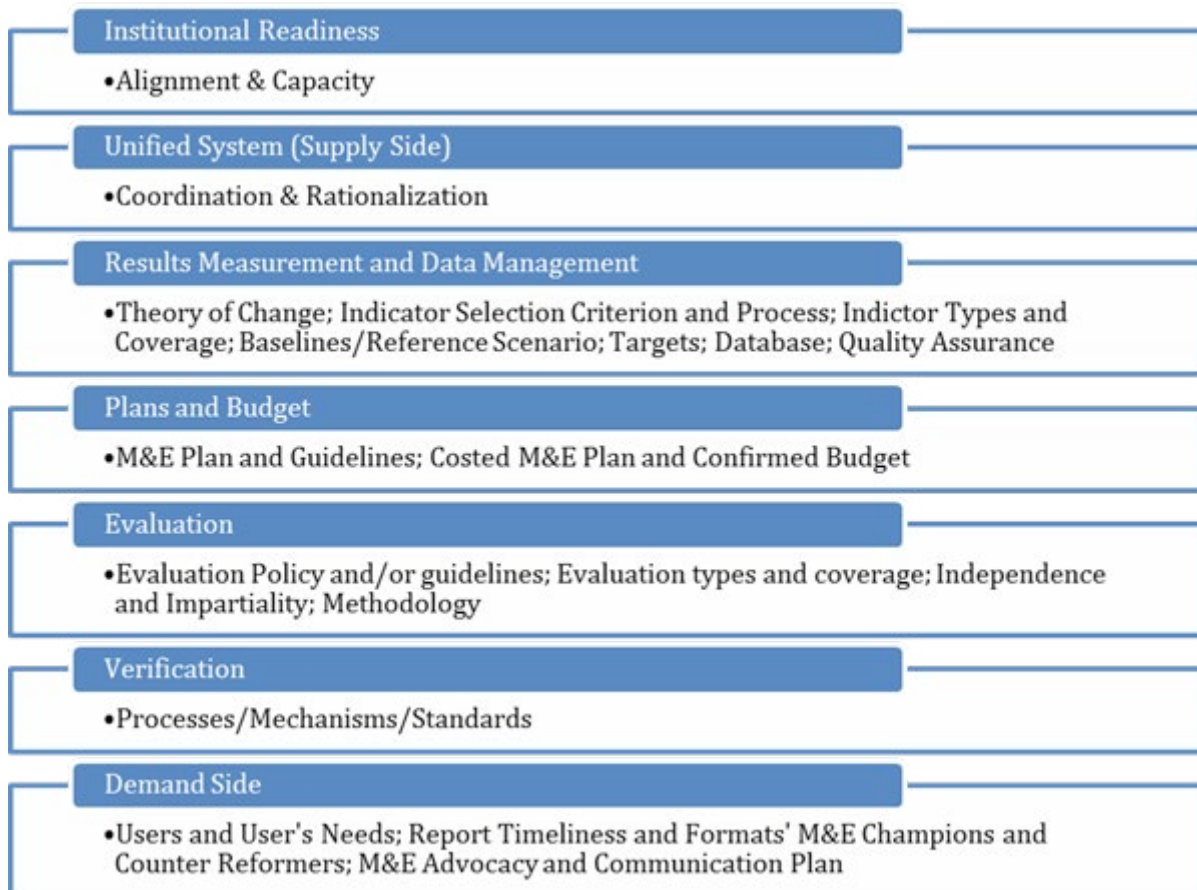 Institutional Readiness
•Alignment & Capacity
Unified System (Supply Side)
•Coordination & Rationalization
Results Measurement and Data Management
•Theory of Change; Indicator Selection Criterion and Process; Indictor Types and
Coverage; Baselines/Reference Scenario; Targets; Database; Quality Assurance
Plans and Budget
•M&E Plan and Guidelines; Costed M&E Plan and Confirmed Budget
Evaluation
•Evaluation Policy and/or guidelines; Evaluation types and coverage; Independence
and Impartiality; Methodology
Verification
•Processes/Mechanisms/Standards
Demand Side
•Users and User's Needs; Report Timeliness and Formats' M&E Champions and
Counter Reformers; M&E Advocacy and Communication Plan